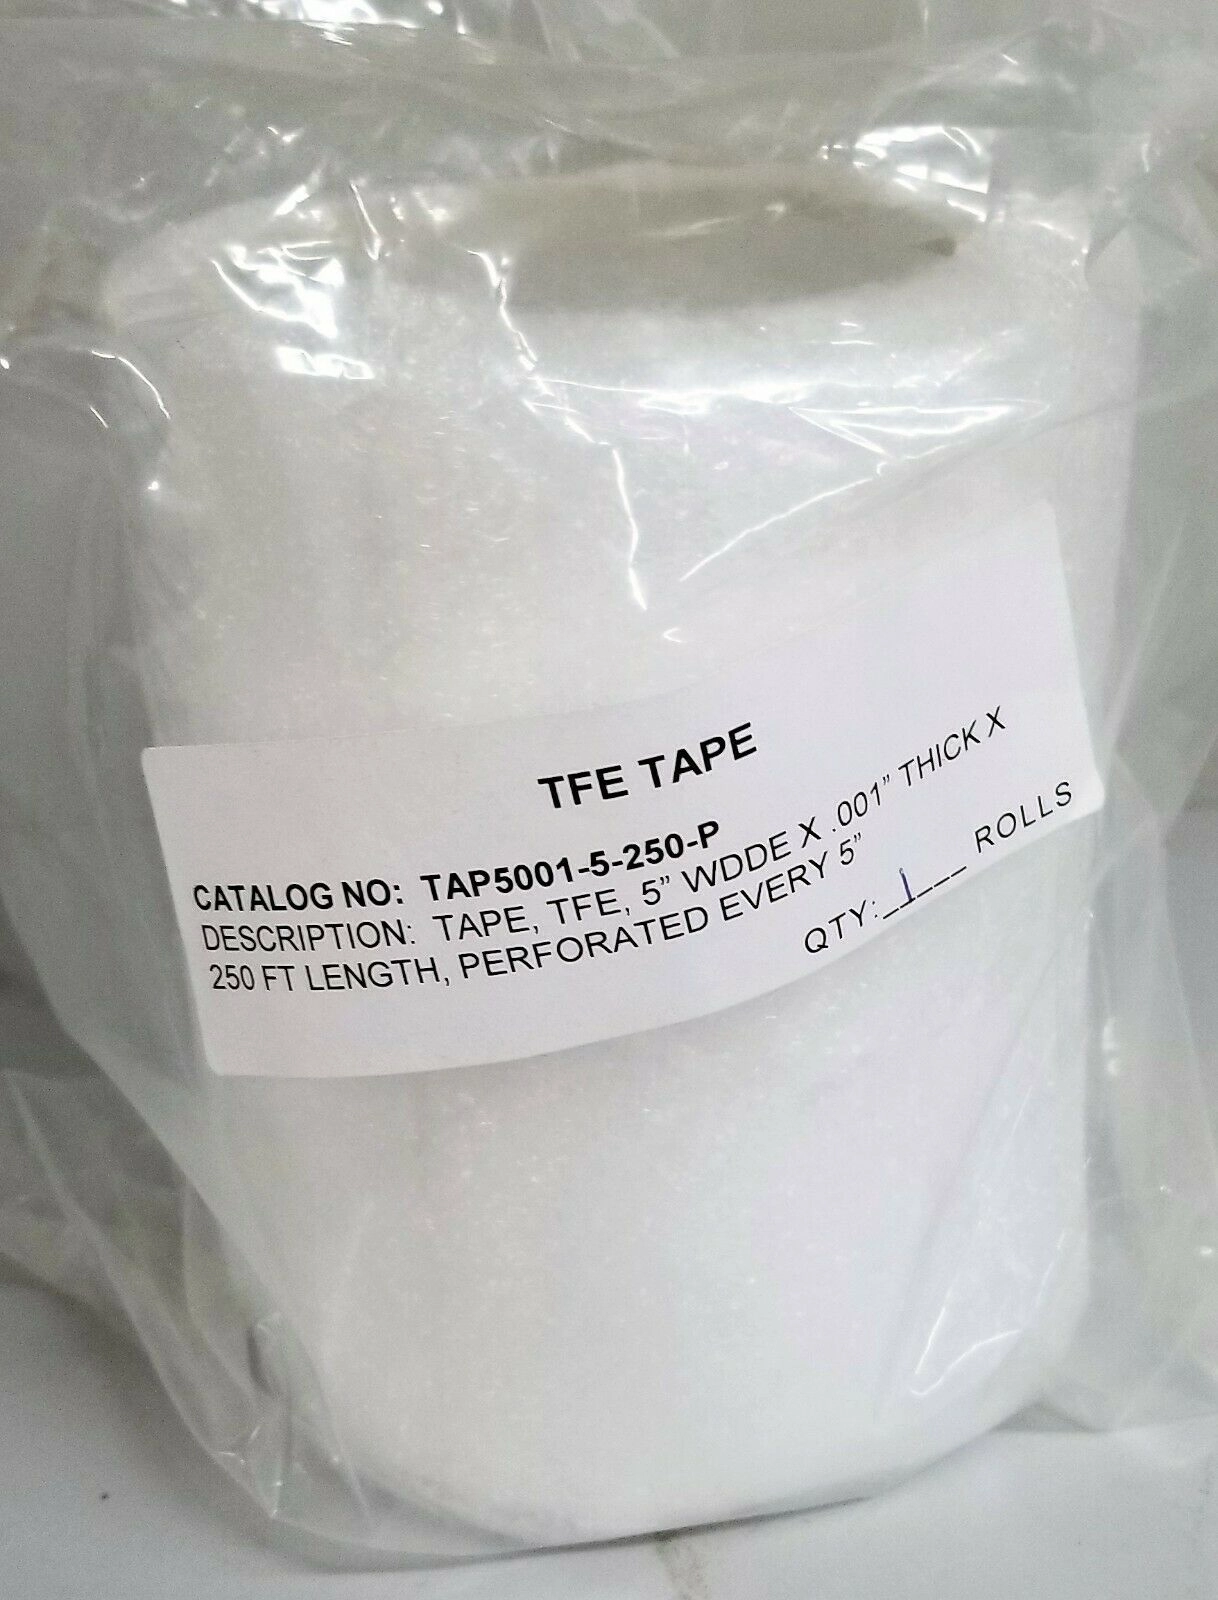 TFE TAPE
CATALOG NO: TAP5001-5-250-P
DESCRIPTION: TAPE, TFE, 5” WDDE X .001” THICK X
250 FT LENGTH, PERFORATED EVERY 5”
QTY:_1___ ROLLS